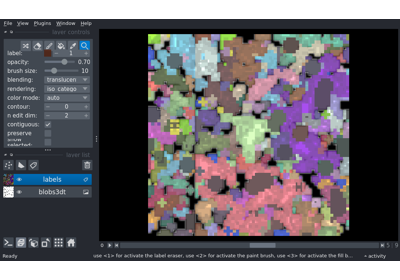 File View Plugins Window Help
layer controls
label: 1
opacity: 0.70
brush size: 10
blending: translucen
rendering: iso_catego
color mode: auto
contour: 0
n edit dim: 2
contiguous:
preserve
selected:
layer list
labels
blobs3dt
Ready
use <1> for activate the label eraser, use <2> for activate the paint brush, use <3> for activate the fill b...
activity